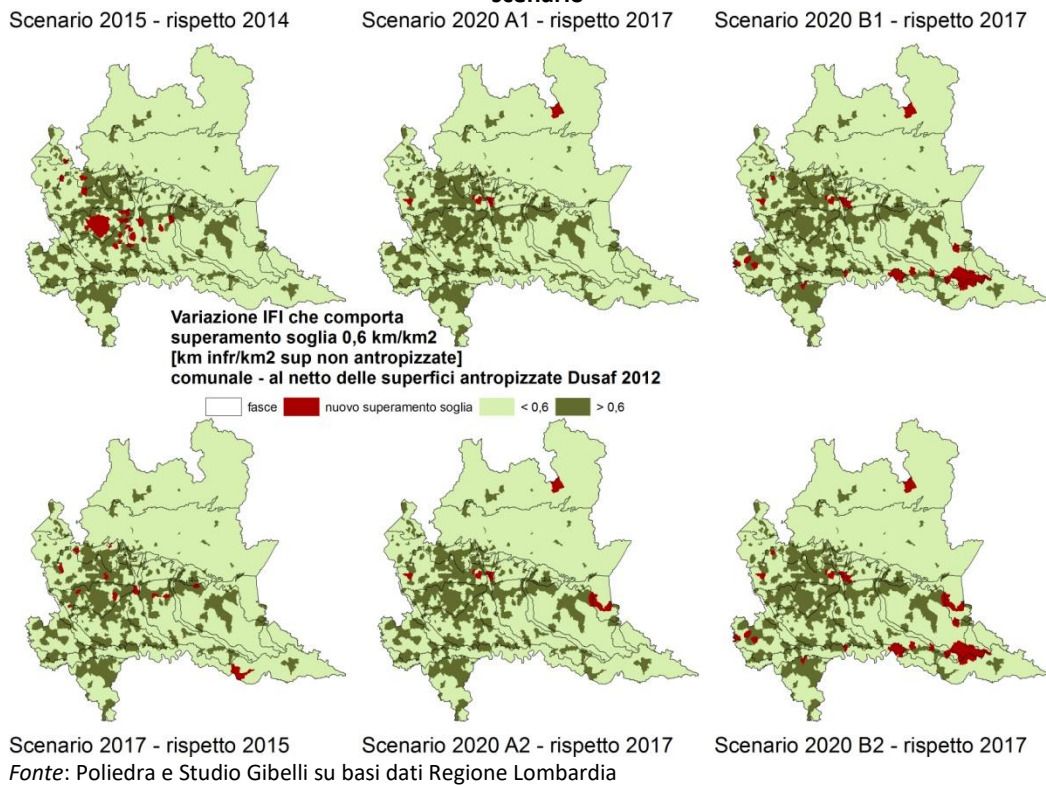 scenario
Scenario 2015 - rispetto 2014
Scenario 2020 A1 - rispetto 2017
Scenario 2020 B1 - rispetto 2017
Variazione IFI che comporta
superamento soglia 0,6 km/km2
[km infr/km2 sup non antropizzate]
comunale - al netto delle superfici antropizzate Dusaf 2012
fasce nuovo superamento soglia < 0,6 > 0,6
Scenario 2017 - rispetto 2015
Scenario 2020 A2 - rispetto 2017
Scenario 2020 B2 - rispetto 2017
Fonte: Poliedra e Studio Gibelli su basi dati Regione Lombardia